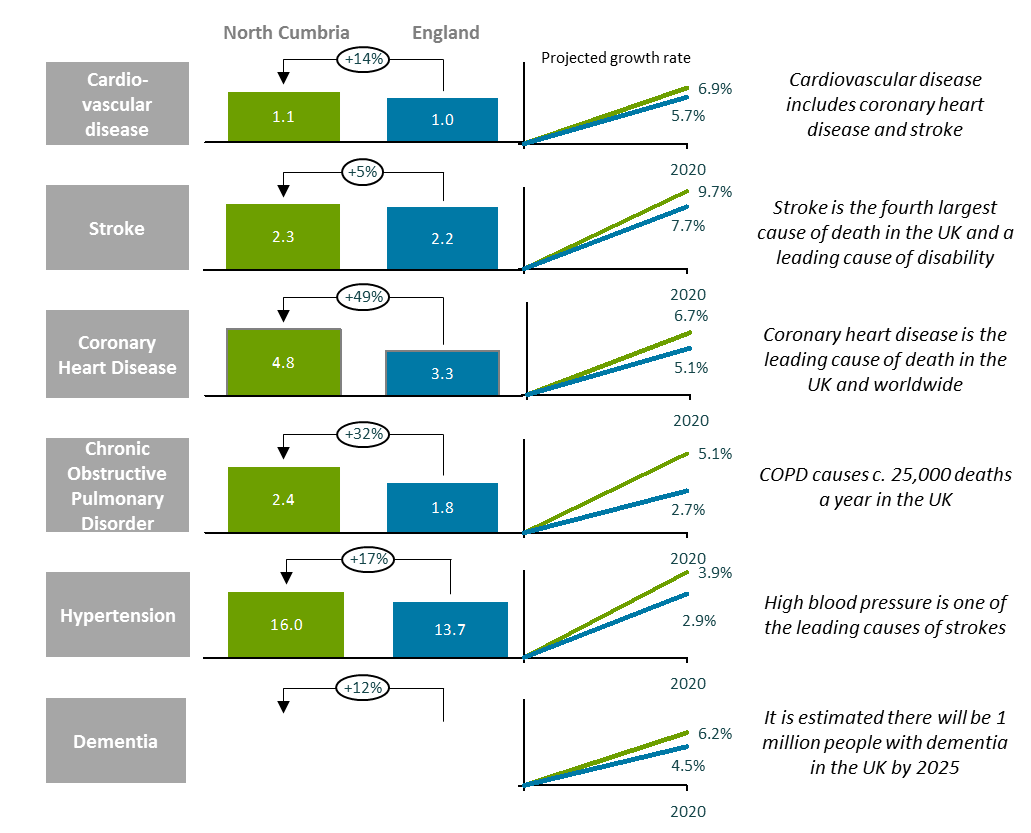 North Cumbria
England
Projected growth rate
Cardio-
vascular
disease
+14%
1.1
1.0
6.9%
5.7%
2020
Cardiovascular disease
includes coronary heart
disease and stroke
Stroke
+5%
2.3
2.2
9.7%
7.7%
2020
Stroke is the fourth largest
cause of death in the UK and a
leading cause of disability
Coronary
Heart Disease
+49%
4.8
3.3
6.7%
5.1%
2020
Coronary heart disease is the
leading cause of death in the
UK and worldwide
Chronic
Obstructive
Pulmonary
Disorder
+32%
2.4
1.8
5.1%
2.7%
2020
COPD causes c. 25,000 deaths
a year in the UK
Hypertension
+17%
16.0
13.7
3.9%
2.9%
2020
High blood pressure is one of
the leading causes of strokes
Dementia
+12%
6.2%
4.5%
2020
It is estimated there will be 1
million people with dementia
in the UK by 2025